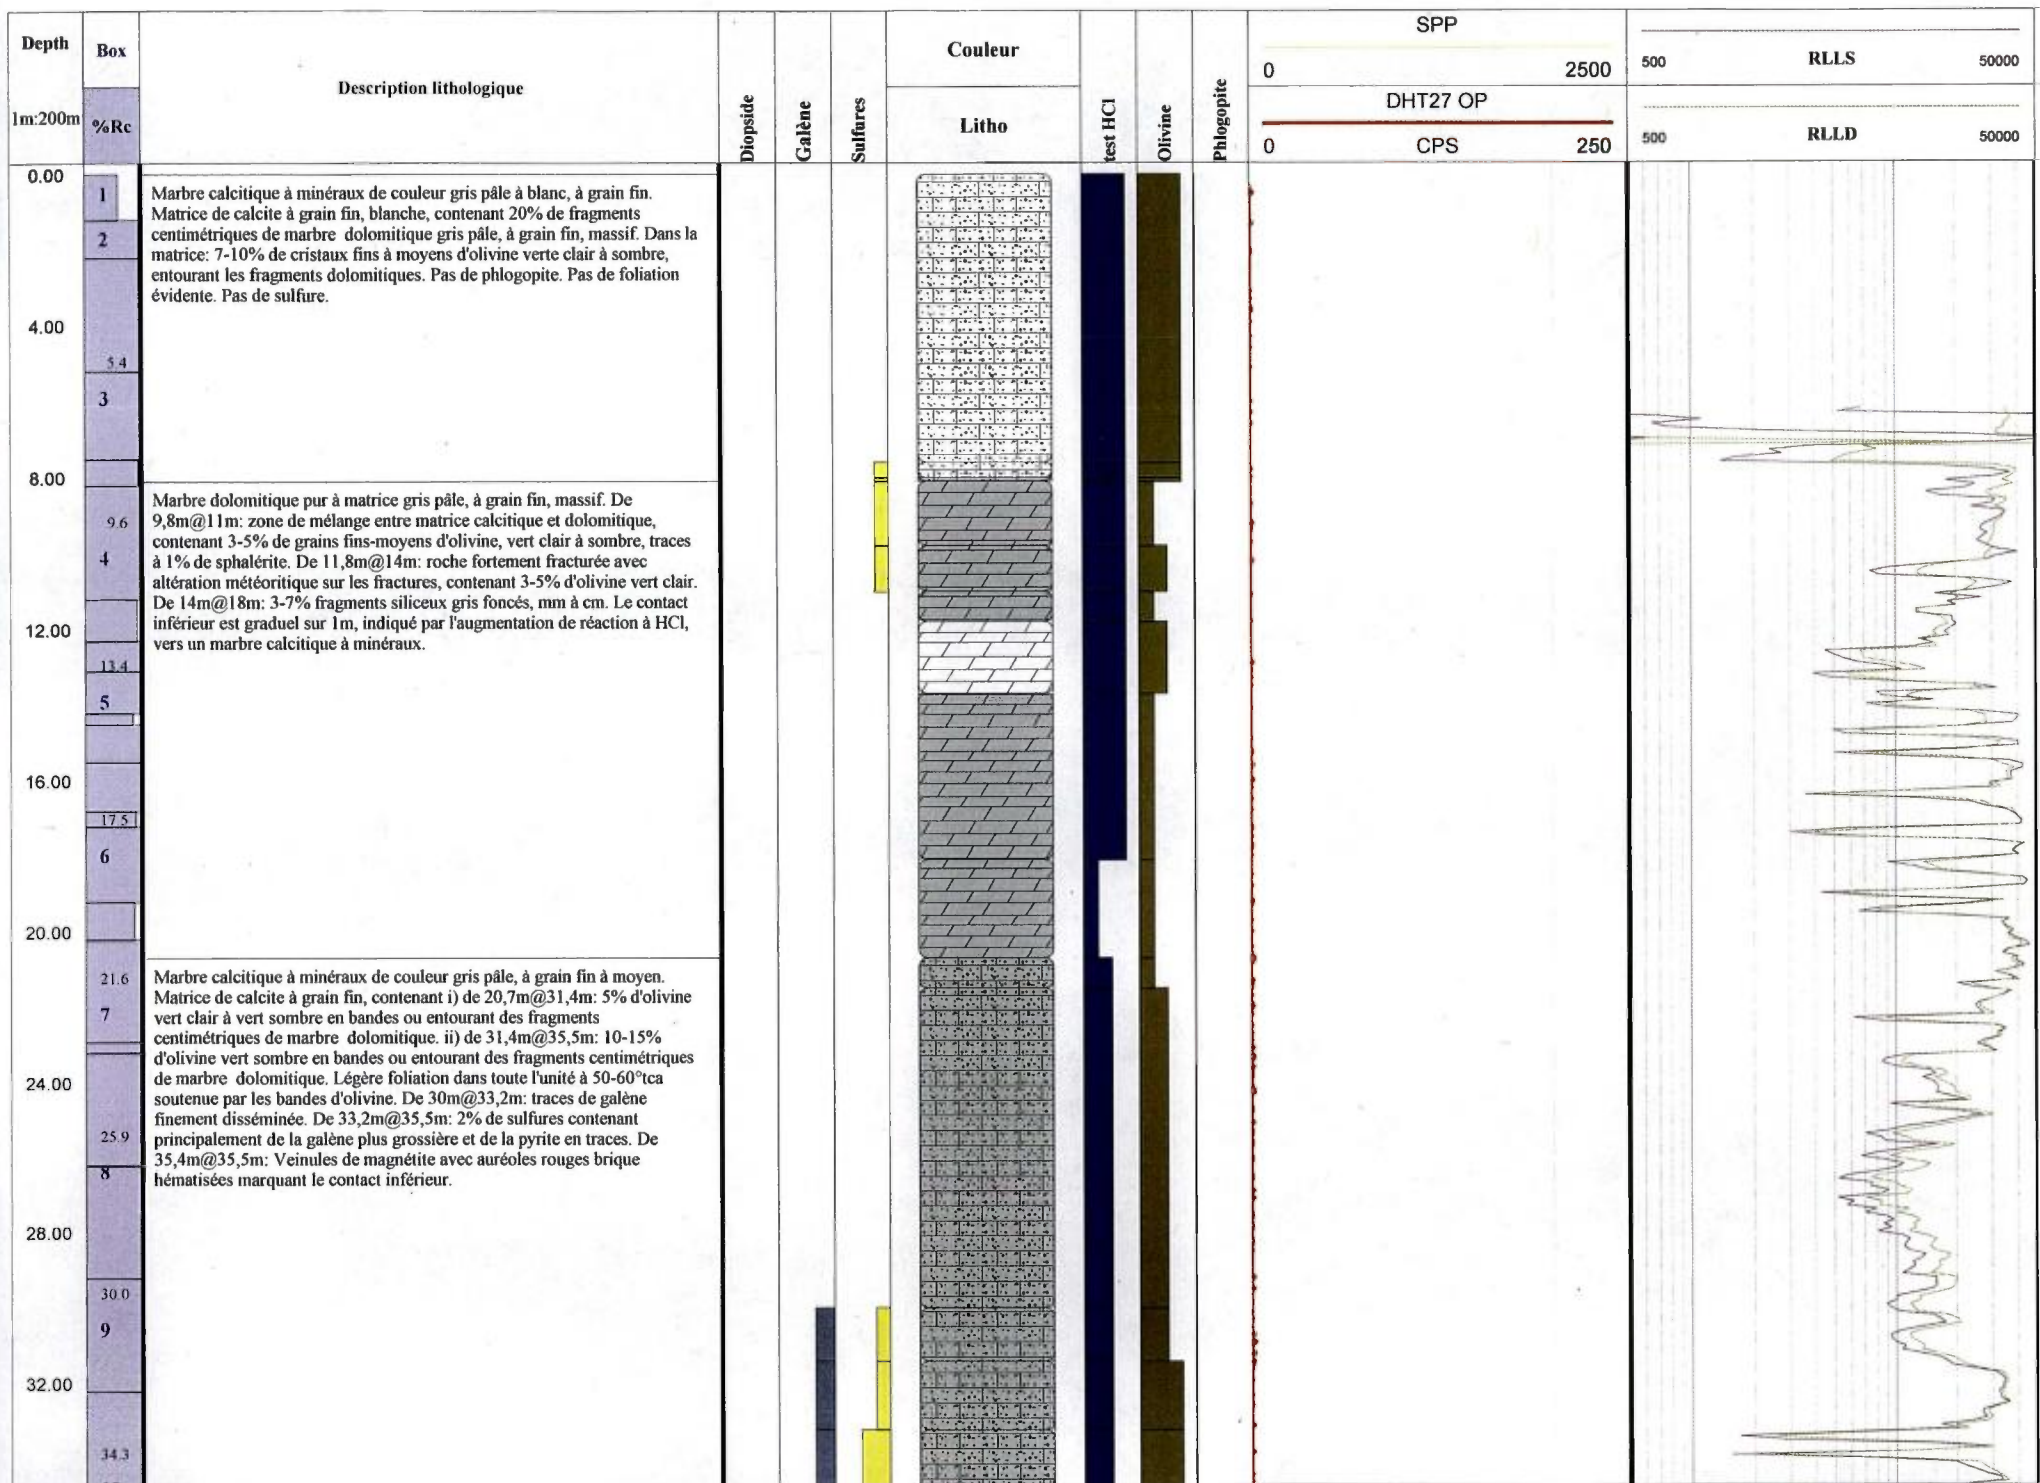 Depth
1m:200m
Box
%Rc
Description lithologique
Diopside
Galène
Sulfures
Couleur
Litho
test HCl
Olivine
Phlogopite
SPP
0 2500
DHT27 OP
0 CPS 250
500 RLLS 50000
500 RLLD 50000
0.00
4.00
8.00
12.00
16.00
20.00
24.00
28.00
32.00
1
2
5.4
3
9.6
4
13.4
5
17.5
6
21.6
7
25.9
8
30.0
9
34.3
Marbre calcitique à minéraux de couleur gris pâle à blanc, à grain fin.
Matrice de calcite à grain fin, blanche, contenant 20% de fragments
centimétriques de marbre dolomitique gris pâle, à grain fin, massif. Dans la
matrice: 7-10% de cristaux fins à moyens d'olivine verte clair à sombre,
entourant les fragments dolomitiques. Pas de phlogopite. Pas de foliation
évidente. Pas de sulfure.
Marbre dolomitique pur à matrice gris pâle, à grain fin, massif. De
9,8m@11m: zone de mélange entre matrice calcitique et dolomitique,
contenant 3-5% de grains fins-moyens d'olivine, vert clair à sombre, traces
à 1% de sphalérite. De 11,8m@14m: roche fortement fracturée avec
altération météoritique sur les fractures, contenant 3-5% d'olivine vert clair.
De 14m@18m: 3-7% fragments siliceux gris foncés, mm à cm. Le contact
inférieur est graduel sur 1m, indiqué par l'augmentation de réaction à HCl,
vers un marbre calcitique à minéraux.
Marbre calcitique à minéraux de couleur gris pâle, à grain fin à moyen.
Matrice de calcite à grain fin, contenant i) de 20,7m@31,4m: 5% d'olivine
vert clair à vert sombre en bandes ou entourant des fragments
centimétriques de marbre dolomitique. ii) de 31,4m@35,5m: 10-15%
d'olivine vert sombre en bandes ou entourant des fragments centimétriques
de marbre dolomitique. Légère foliation dans toute l'unité à 50-60°tca
soutenue par les bandes d'olivine. De 30m@33,2m: traces de galène
finement disséminée. De 33,2m@35,5m: 2% de sulfures contenant
principalement de la galène plus grossière et de la pyrite en traces. De
35,4m@35,5m: Veinules de magnétite avec auréoles rouges brique
hématisées marquant le contact inférieur.